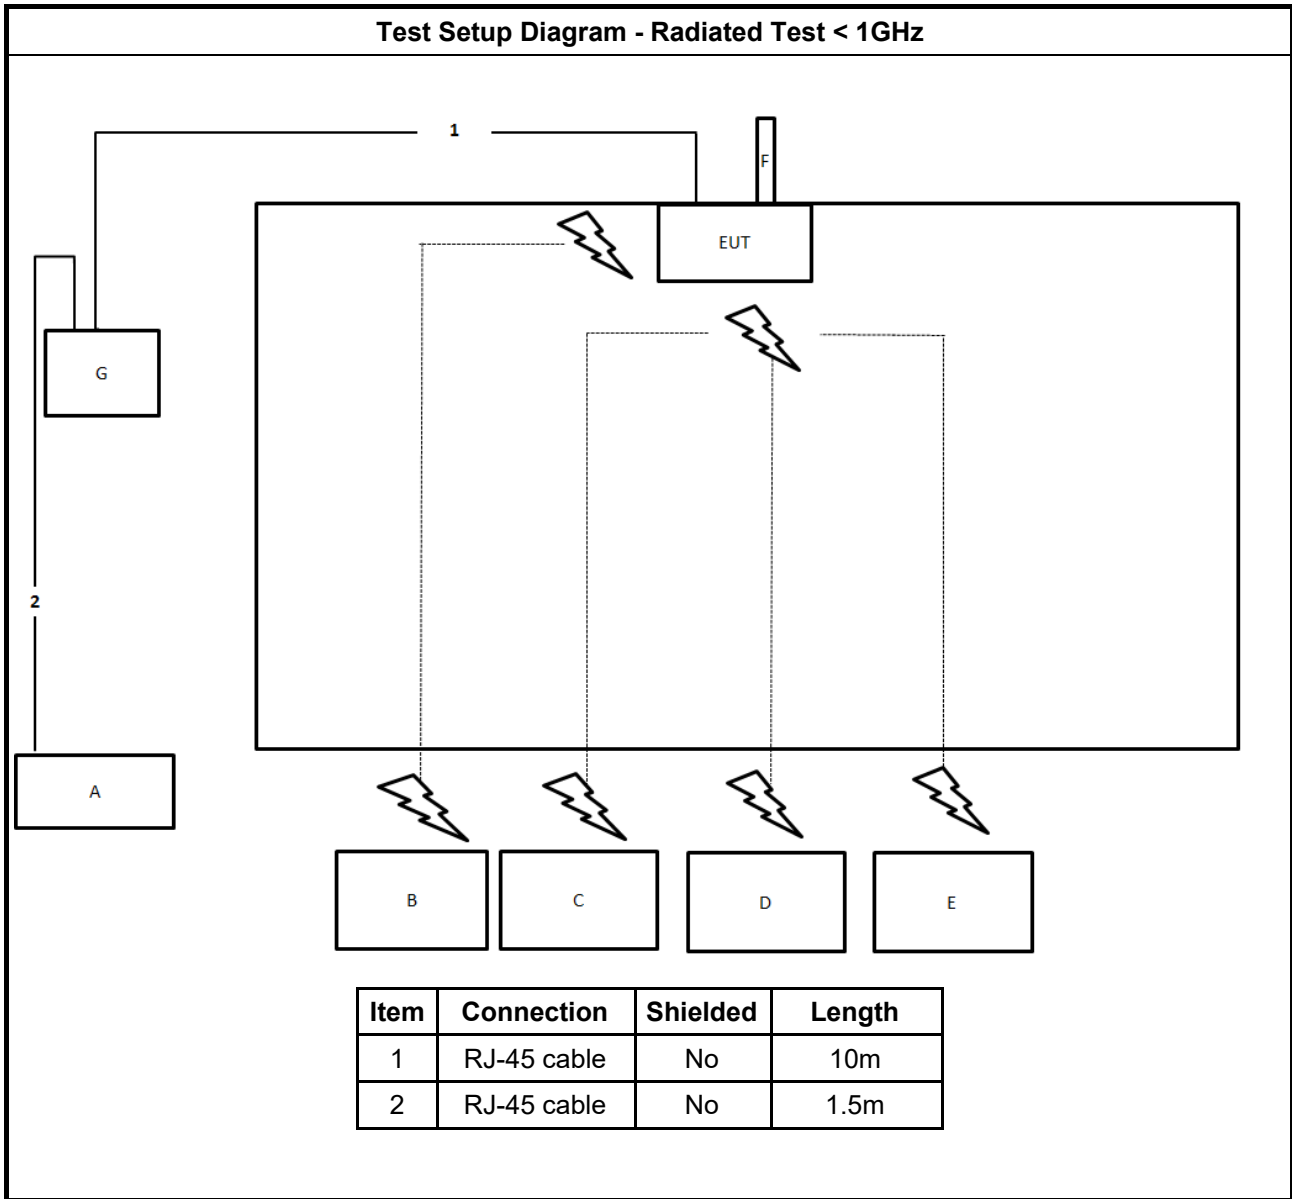 Test Setup Diagram - Radiated Test < 1GHz
1
F
EUT
G
2
A
B
C
D
E
Item Connection Shielded Length
1 RJ-45 cable No 10m
2 RJ-45 cable No 1.5m